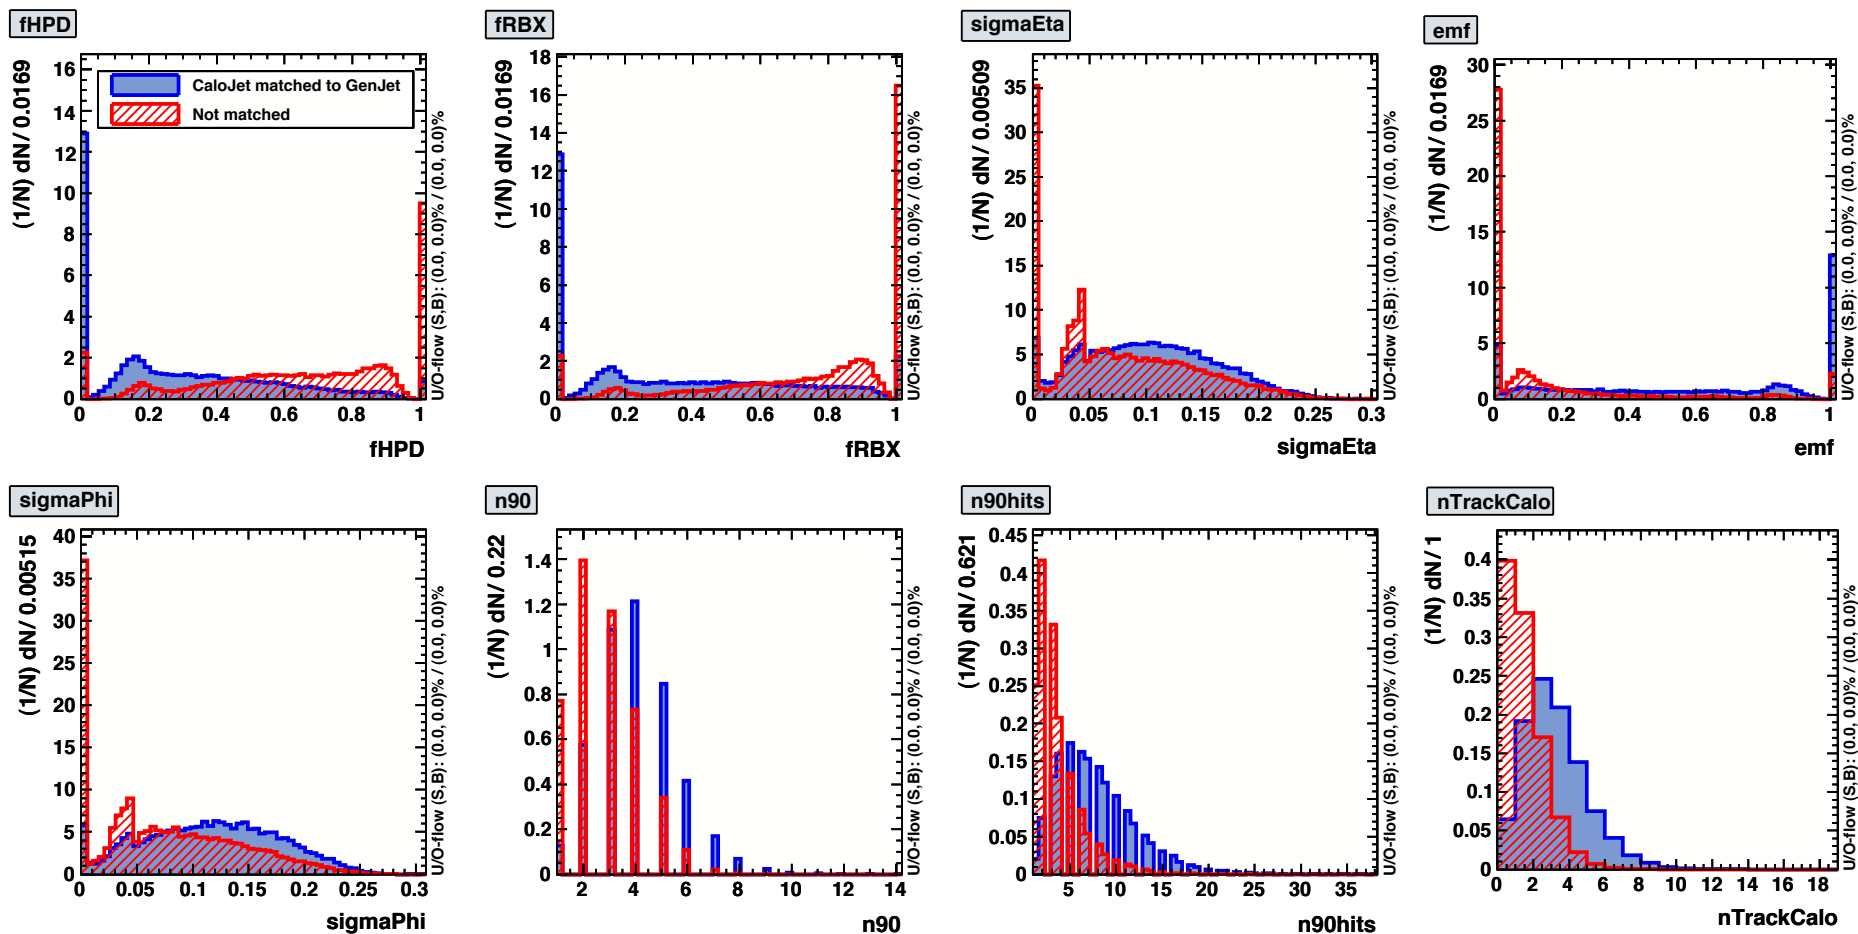 fHPD
(1/N) dN / 0.0169
16
14
12
10
8
6
4
2
0
CaloJet matched to GenJet
Not matched
0 0.2 0.4 0.6 0.8 1
fHPD
U/O-flow (S,B): (0.0, 0.0)% / (0.0, 0.0)%
fRBX
(1/N) dN / 0.0169
18
16
14
12
10
8
6
4
2
0
0 0.2 0.4 0.6 0.8 1
fRBX
U/O-flow (S,B): (0.0, 0.0)% / (0.0, 0.0)%
sigmaEta
(1/N) dN / 0.00509
35
30
25
20
15
10
5
0
0 0.05 0.1 0.15 0.2 0.25 0.3
sigmaEta
U/O-flow (S,B): (0.0, 0.0)% / (0.0, 0.0)%
emf
(1/N) dN / 0.0169
30
25
20
15
10
5
0
0 0.2 0.4 0.6 0.8 1
emf
U/O-flow (S,B): (0.0, 0.0)% / (0.0, 0.0)%
sigmaPhi
(1/N) dN / 0.00515
40
35
30
25
20
15
10
5
0
0 0.05 0.1 0.15 0.2 0.25 0.3
sigmaPhi
U/O-flow (S,B): (0.0, 0.0)% / (0.0, 0.0)%
n90
(1/N) dN / 0.22
1.4
1.2
1
0.8
0.6
0.4
0.2
0
2 4 6 8 10 12 14
n90
U/O-flow (S,B): (0.0, 0.0)% / (0.0, 0.0)%
n90hits
(1/N) dN / 0.621
0.45
0.4
0.35
0.3
0.25
0.2
0.15
0.1
0.05
0
5 10 15 20 25 30 35
n90hits
U/O-flow (S,B): (0.0, 0.0)% / (0.0, 0.0)%
nTrackCalo
(1/N) dN / 1
0.4
0.35
0.3
0.25
0.2
0.15
0.1
0.05
0
0 2 4 6 8 10 12 14 16 18
nTrackCalo
U/O-flow (S,B): (0.0, 0.0)% / (0.0, 0.0)%